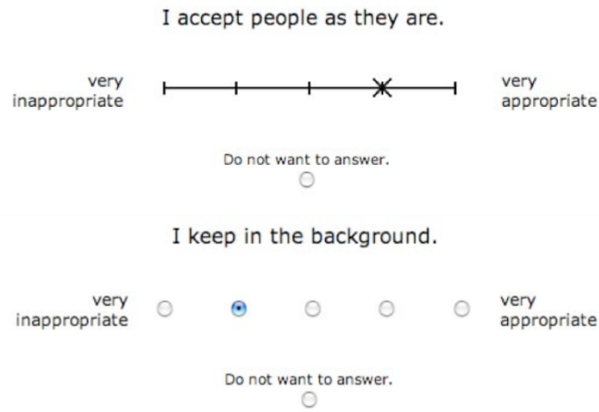 I accept people as they are.
very
inappropriate
very
appropriate
Do not want to answer.
I keep in the background.
very
inappropriate
very
appropriate
Do not want to answer.